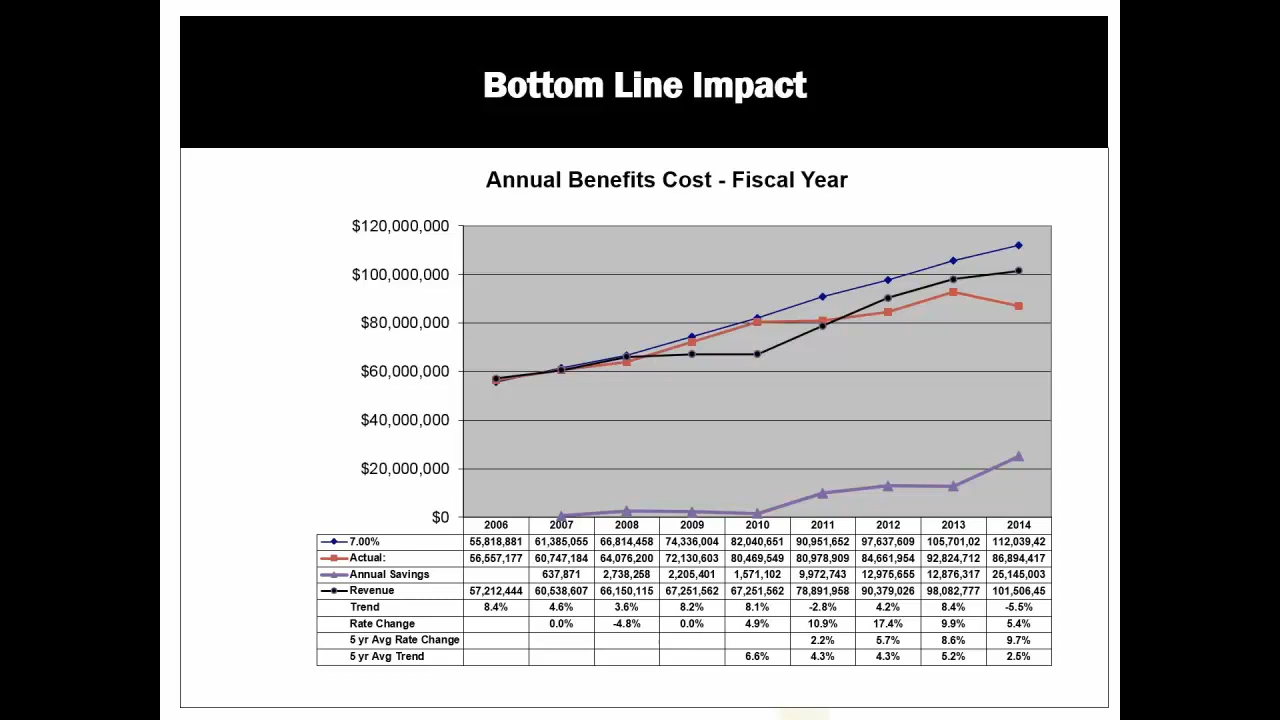 Bottom Line Impact
Annual Benefits Cost - Fiscal Year
$120,000,000
$100,000,000
$80,000,000
$60,000,000
$40,000,000
$20,000,000
$0
2006 2007 2008 2009 2010 2011 2012 2013 2014
7.00% 55,818,881 61,385,055 66,814,458 74,336,004 82,040,651 90,951,652 97,637,609 105,701,02 112,039,42
Actual: 56,557,177 60,747,184 64,076,200 72,130,603 80,469,549 80,978,909 84,661,954 92,824,712 86,894,417
Annual Savings 637,871 2,738,258 2,205,401 1,571,102 9,972,743 12,975,655 12,876,317 25,145,003
Revenue 57,212,444 60,538,607 66,150,115 67,251,562 67,251,562 78,891,958 90,379,026 98,082,777 101,506,45
Trend 8.4% 4.6% 3.6% 8.2% 8.1% -2.8% 4.2% 8.4% -5.5%
Rate Change 0.0% -4.8% 0.0% 4.9% 10.9% 17.4% 9.9% 5.4%
5 yr Avg Rate Change 2.2% 5.7% 8.6% 9.7%
5 yr Avg Trend 6.6% 4.3% 4.3% 5.2% 2.5%